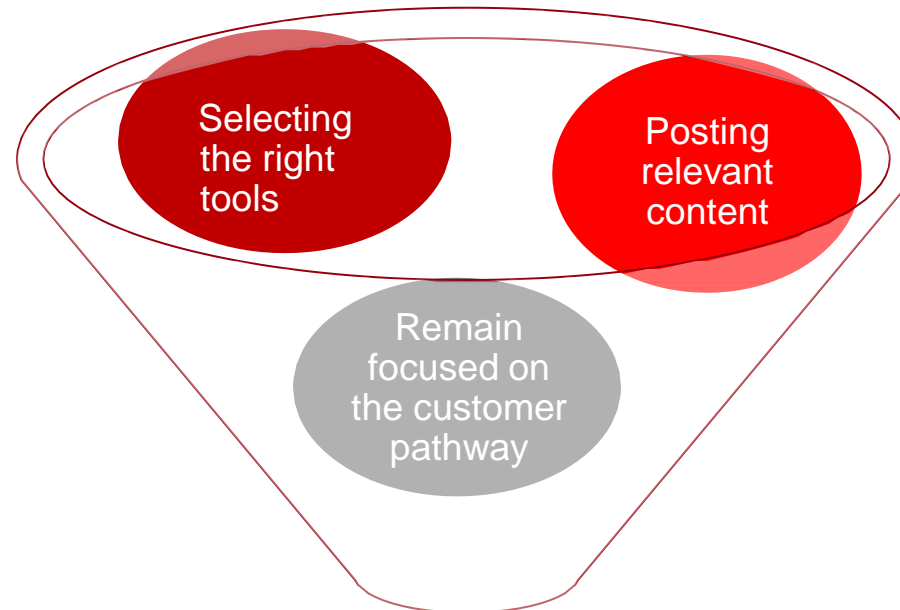 Selecting
the right
tools
Posting
relevant
content
Remain
focused on
the customer
pathway